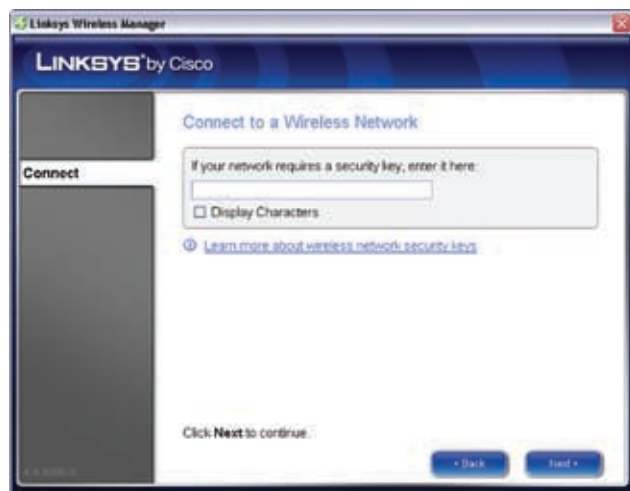 Linksys Wireless Manager
LINKSYS® by Cisco
Connect to a Wireless Network
Connect
If your network requires a security key, enter it here:
Display Characters
Learn more about wireless network security keys
Click Next to continue.
Back
Next